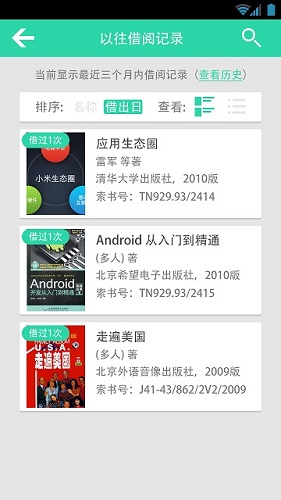 以往借阅记录
当前显示最近三个月内借阅记录（查看历史）
排序: 名称 借出日 查看:
借过1次
小米生态圈
应用生态圈
雷军 等著
清华大学出版社，2010版
索书号: TN929.93/2414
借过1次
Android
开发从入门到精通
Android 从入门到精通
(多人) 著
北京希望电子出版社，2010版
索书号: TN929.93/2415
借过1次
U.S.A.
走遍美国
走遍美国
(多人) 著
北京外语音像出版社，2009版
索书号: J41-43/862/2V2/2009